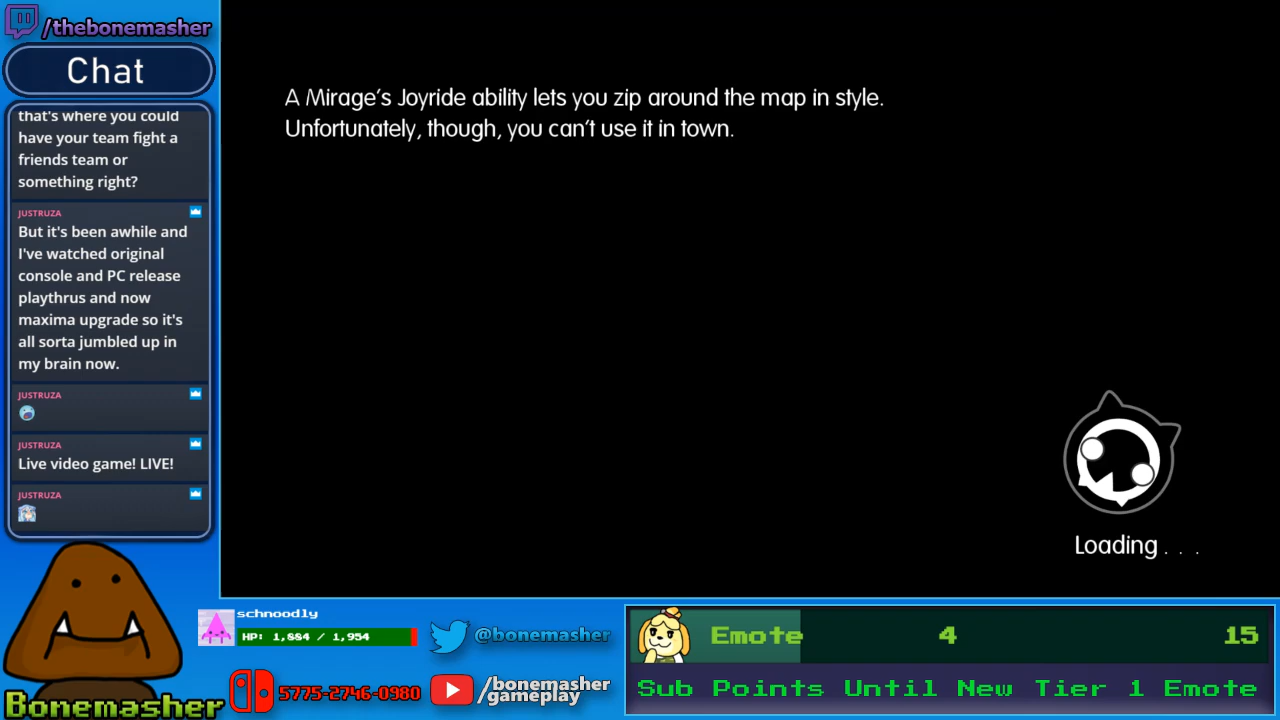 /thebonemasher
Chat
that's where you could
have your team fight a
friends team or
something right?
JUSTRUZA
But it's been awhile and
I've watched original
console and PC release
playthrus and now
maxima upgrade so it's
all sorta jumbled up in
my brain now.
JUSTRUZA
JUSTRUZA
Live video game! LIVE!
JUSTRUZA
Bonemasher
A Mirage's Joyride ability lets you zip around the map in style.
Unfortunately, though, you can't use it in town.
Loading . . .
schnoodly
HP: 1,884 / 1,954
@bonemasher
5775-2746-0980
/bonemasher
gameplay
Emote 4 15
Sub Points Until New Tier 1 Emote